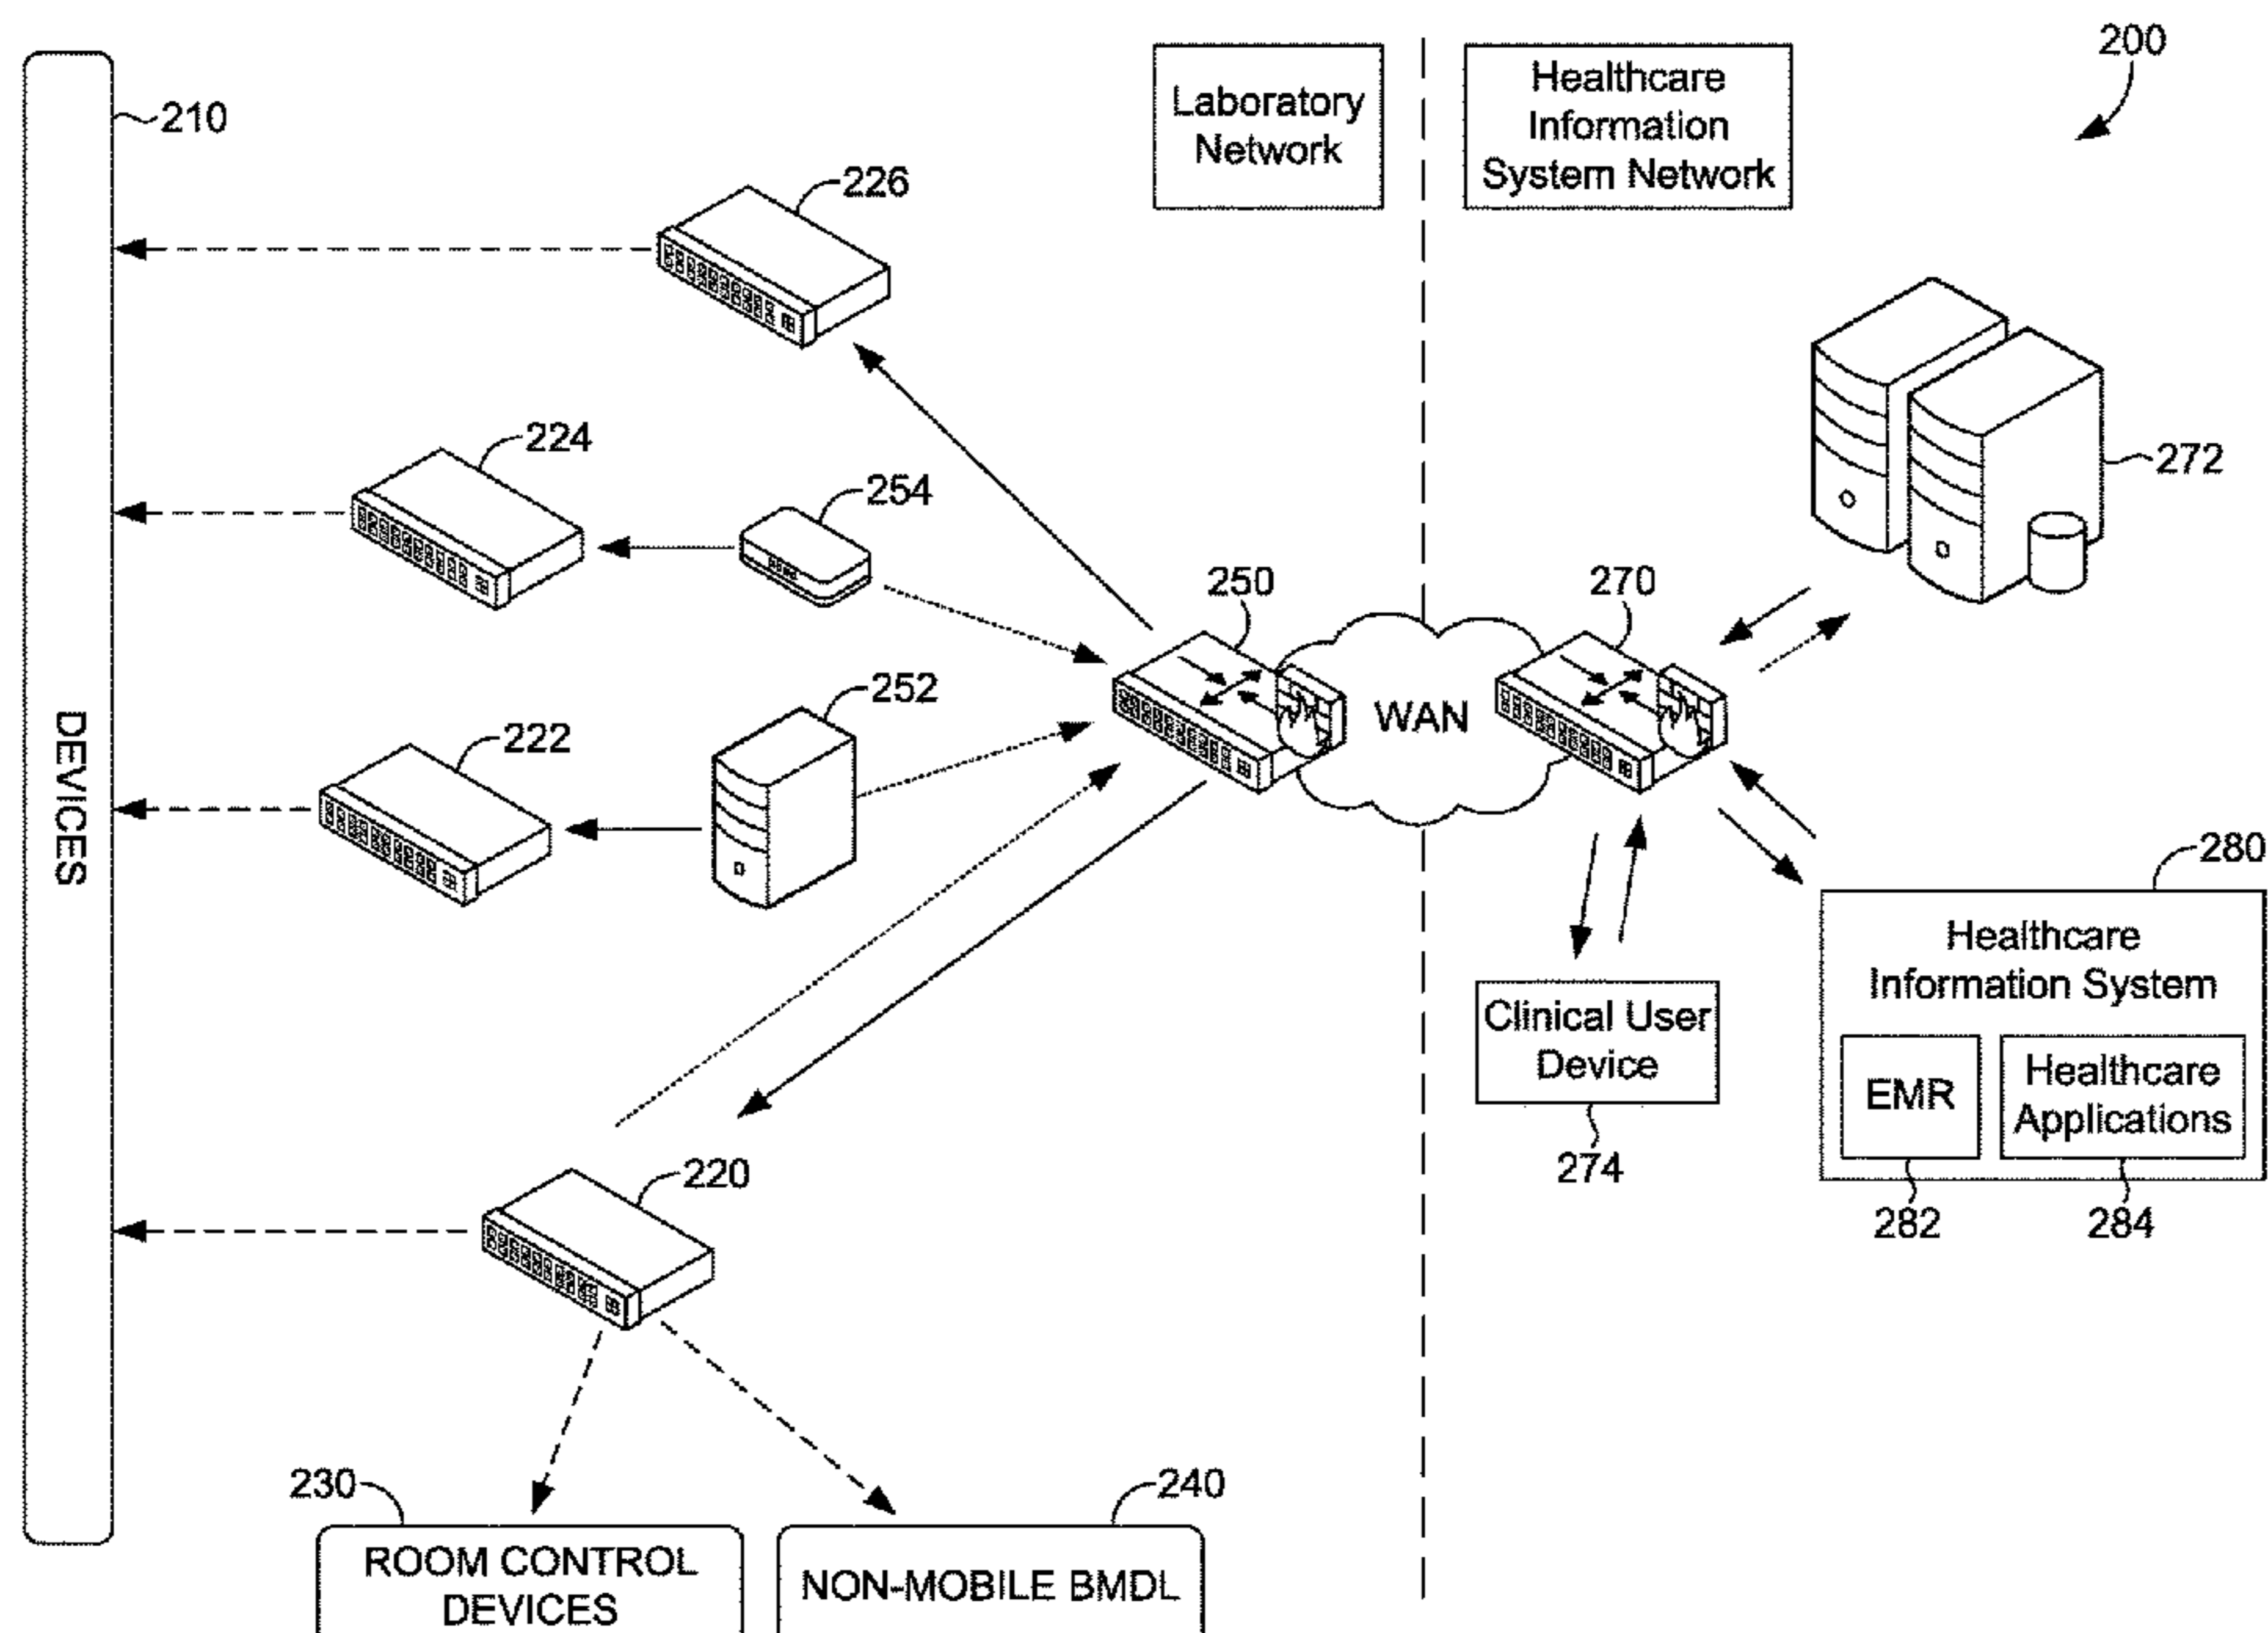 200
Laboratory
Network
Healthcare
Information
System Network
210
226
224
254
272
250
270
252
WAN
222
DEVICES
280
Healthcare
Information System
Clinical User
Device
EMR
Healthcare
Applications
274
220
282
284
230
240
ROOM CONTROL
DEVICES
NON-MOBILE BMDL